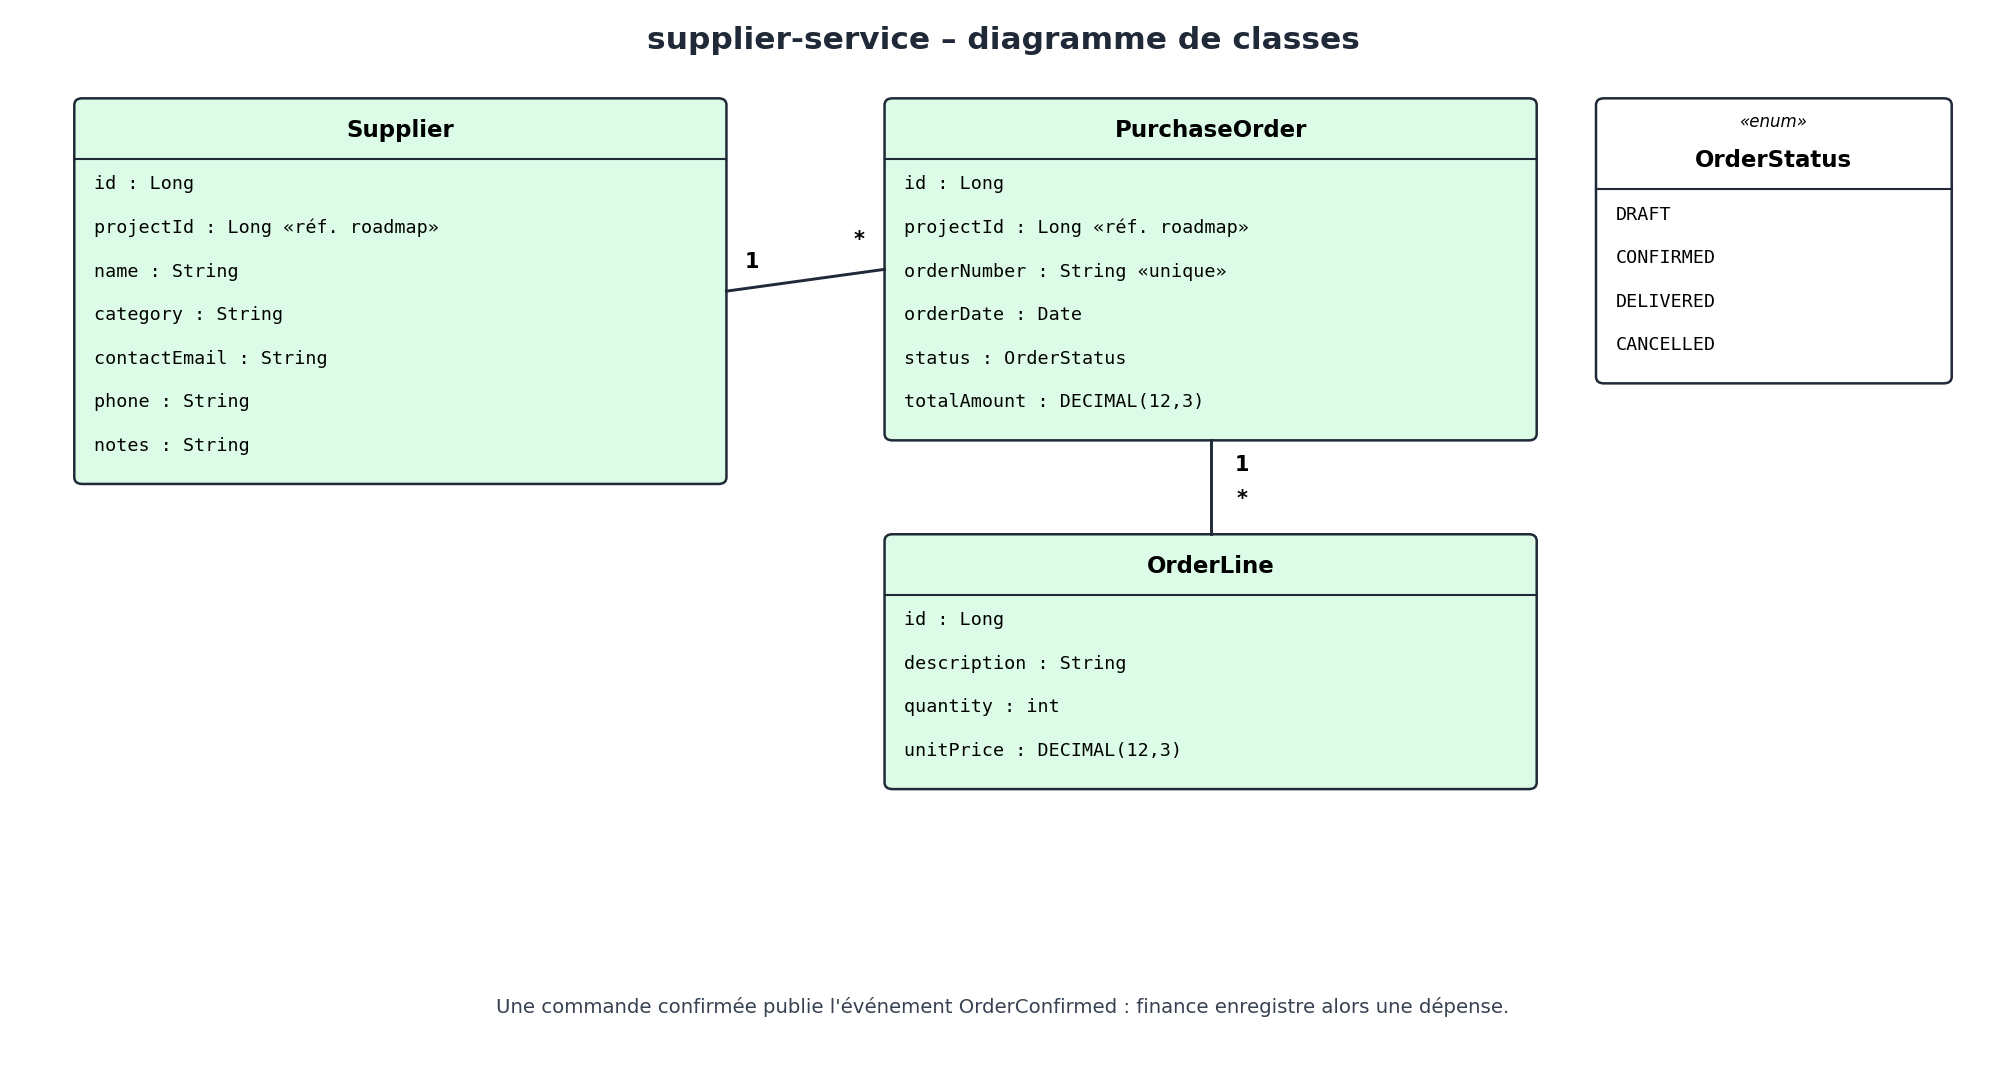 supplier-service – diagramme de classes
Supplier
id : Long
projectId : Long «réf. roadmap»
name : String
category : String
contactEmail : String
phone : String
notes : String
1
*
PurchaseOrder
id : Long
projectId : Long «réf. roadmap»
orderNumber : String «unique»
orderDate : Date
status : OrderStatus
totalAmount : DECIMAL(12,3)
«enum»
OrderStatus
DRAFT
CONFIRMED
DELIVERED
CANCELLED
1
*
OrderLine
id : Long
description : String
quantity : int
unitPrice : DECIMAL(12,3)
Une commande confirmée publie l'événement OrderConfirmed : finance enregistre alors une dépense.